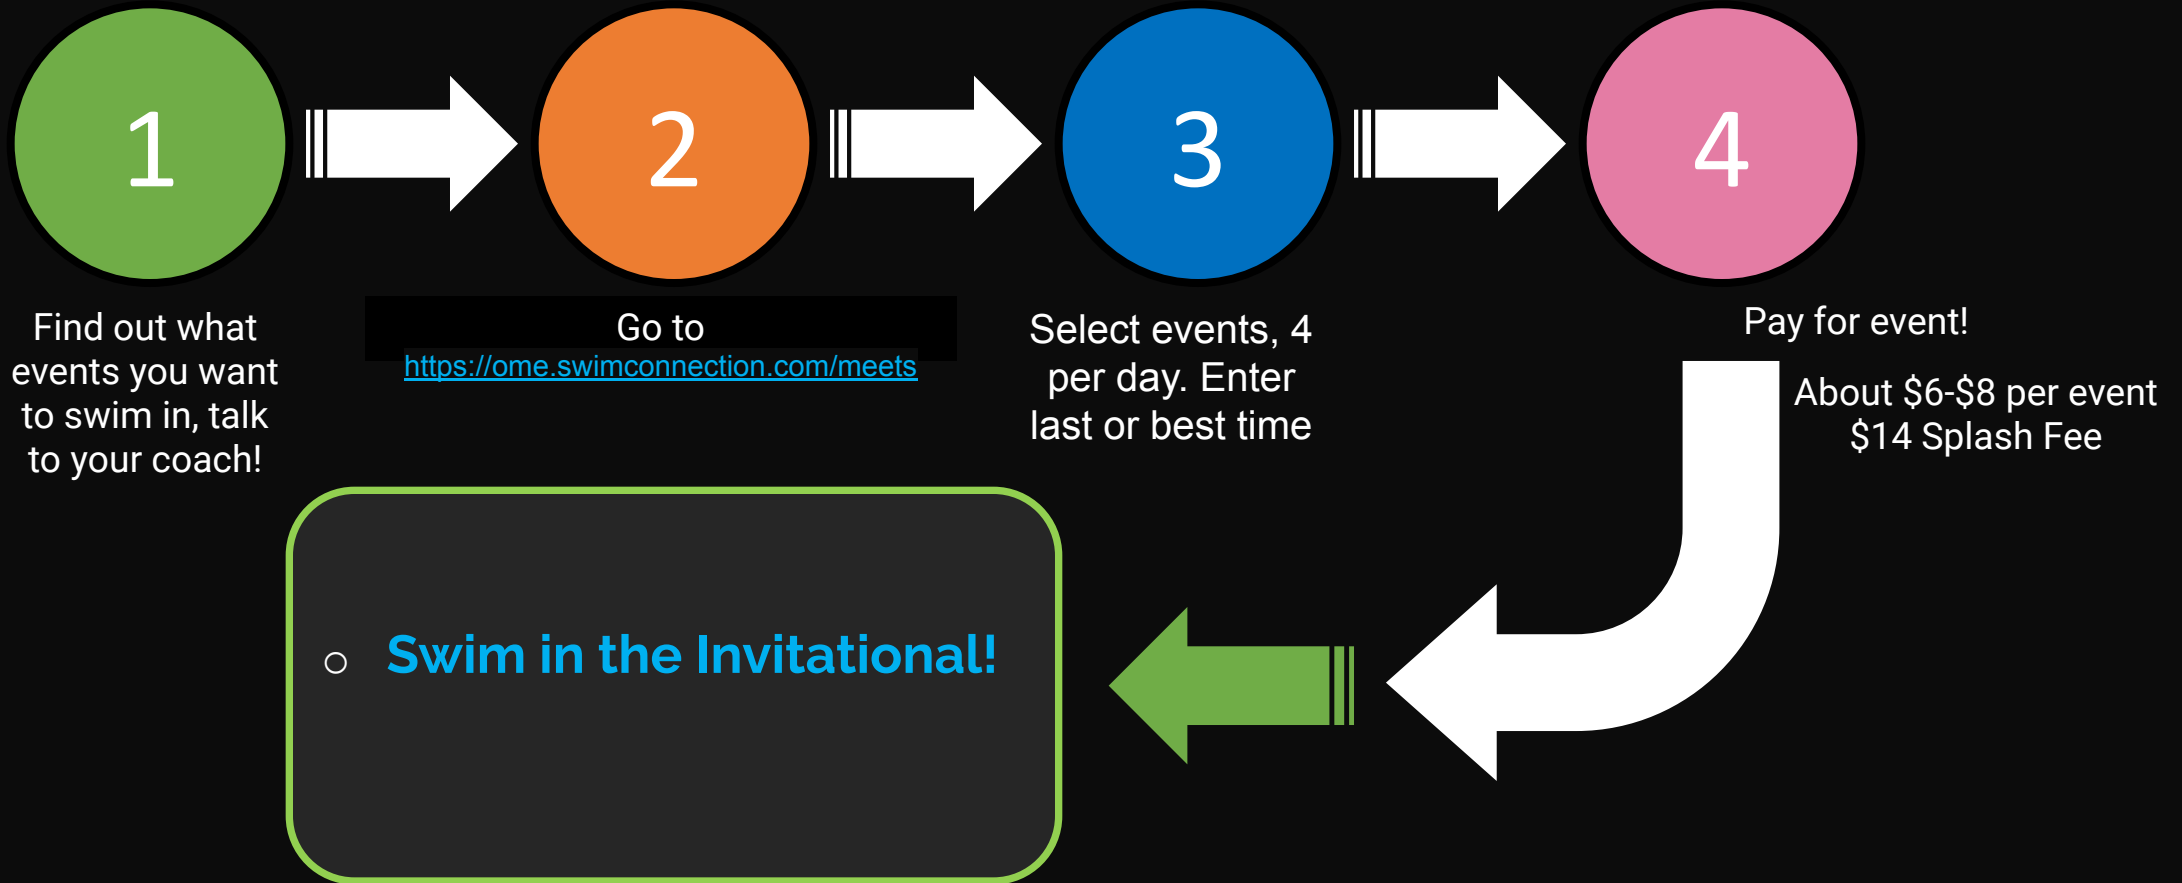 1
2
3
4
Find out what
events you want
to swim in, talk
to your coach!
Go to
https://ome.swimconnection.com/meets
Select events, 4
per day. Enter
last or best time
Pay for event!
About $6-$8 per event
$14 Splash Fee
Swim in the Invitational!